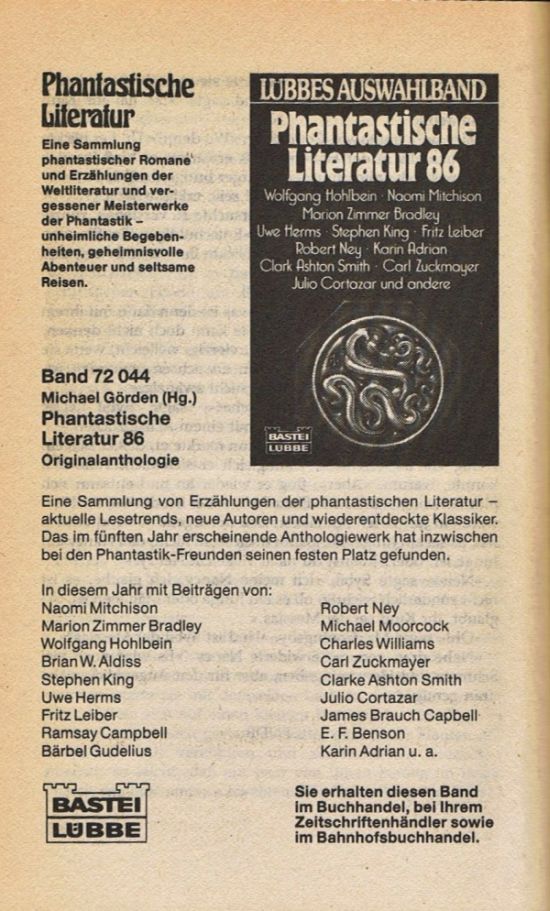 Phantastische
Literatur
Eine Sammlung
phantastischer Romane
und Erzählungen der
Weltliteratur und ver-
gessener Meisterwerke
der Phantastik –
unheimliche Begeben-
heiten, geheimnisvolle
Abenteuer und seltsame
Reisen.
LÜBBES AUSWAHLBAND
Phantastische
Literatur 86
Wolfgang Hohlbein · Naomi Mitchison
Marion Zimmer Bradley
Uwe Herms · Stephen King · Fritz Leiber
Robert Ney · Karin Adrian
Clark Ashton Smith · Carl Zuckmayer
Julio Cortazar und andere
BASTEI
LÜBBE
Band 72 044
Michael Görden (Hg.)
Phantastische
Literatur 86
Originalanthologie
Eine Sammlung von Erzählungen der phantastischen Literatur –
aktuelle Lesetrends, neue Autoren und wiederentdeckte Klassiker.
Das im fünften Jahr erscheinende Anthologiewerk hat inzwischen
bei den Phantastik-Freunden seinen festen Platz gefunden.
In diesem Jahr mit Beiträgen von:
Naomi Mitchison
Marion Zimmer Bradley
Wolfgang Hohlbein
Brian W. Aldiss
Stephen King
Uwe Herms
Fritz Leiber
Ramsay Campbell
Bärbel Gudelius
Robert Ney
Michael Moorcock
Charles Williams
Carl Zuckmayer
Clarke Ashton Smith
Julio Cortazar
James Brauch Capbell
E. F. Benson
Karin Adrian u. a.
BASTEI
LÜBBE
Sie erhalten diesen Band
im Buchhandel, bei Ihrem
Zeitschriftenhändler sowie
im Bahnhofsbuchhandel.